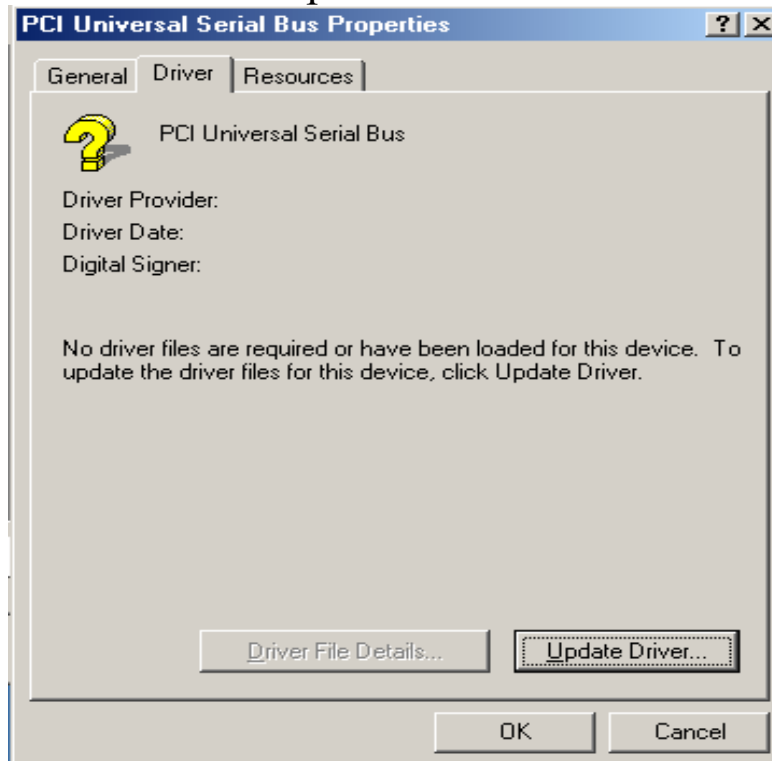 PCI Universal Serial Bus Properties
General Driver Resources
PCI Universal Serial Bus
Driver Provider:
Driver Date:
Digital Signer:
No driver files are required or have been loaded for this device. To
update the driver files for this device, click Update Driver.
Driver File Details... Update Driver...
OK Cancel